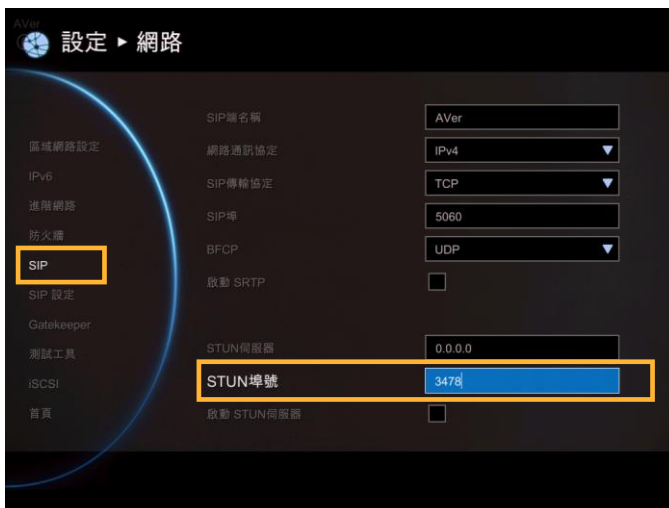 AVer
設定 ▸ 網路
區域網路設定
IPv6
進階網路
防火牆
SIP
SIP 設定
Gatekeeper
測試工具
iSCSI
首頁
SIP端名稱 AVer
網路通訊協定 IPv4
SIP傳輸協定 TCP
SIP埠 5060
BFCP UDP
啟動 SRTP
STUN伺服器 0.0.0.0
STUN埠號 3478
啟動 STUN伺服器